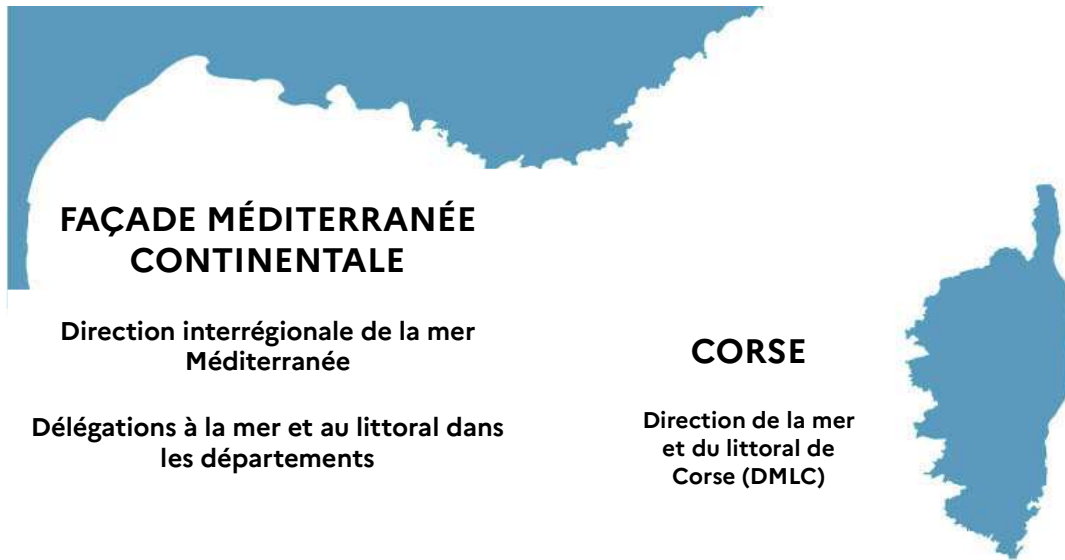 FAÇADE MÉDITERRANÉE
CONTINENTALE
Direction interrégionale de la mer
Méditerranée
Délégations à la mer et au littoral dans
les départements
CORSE
Direction de la mer
et du littoral de
Corse (DMLC)